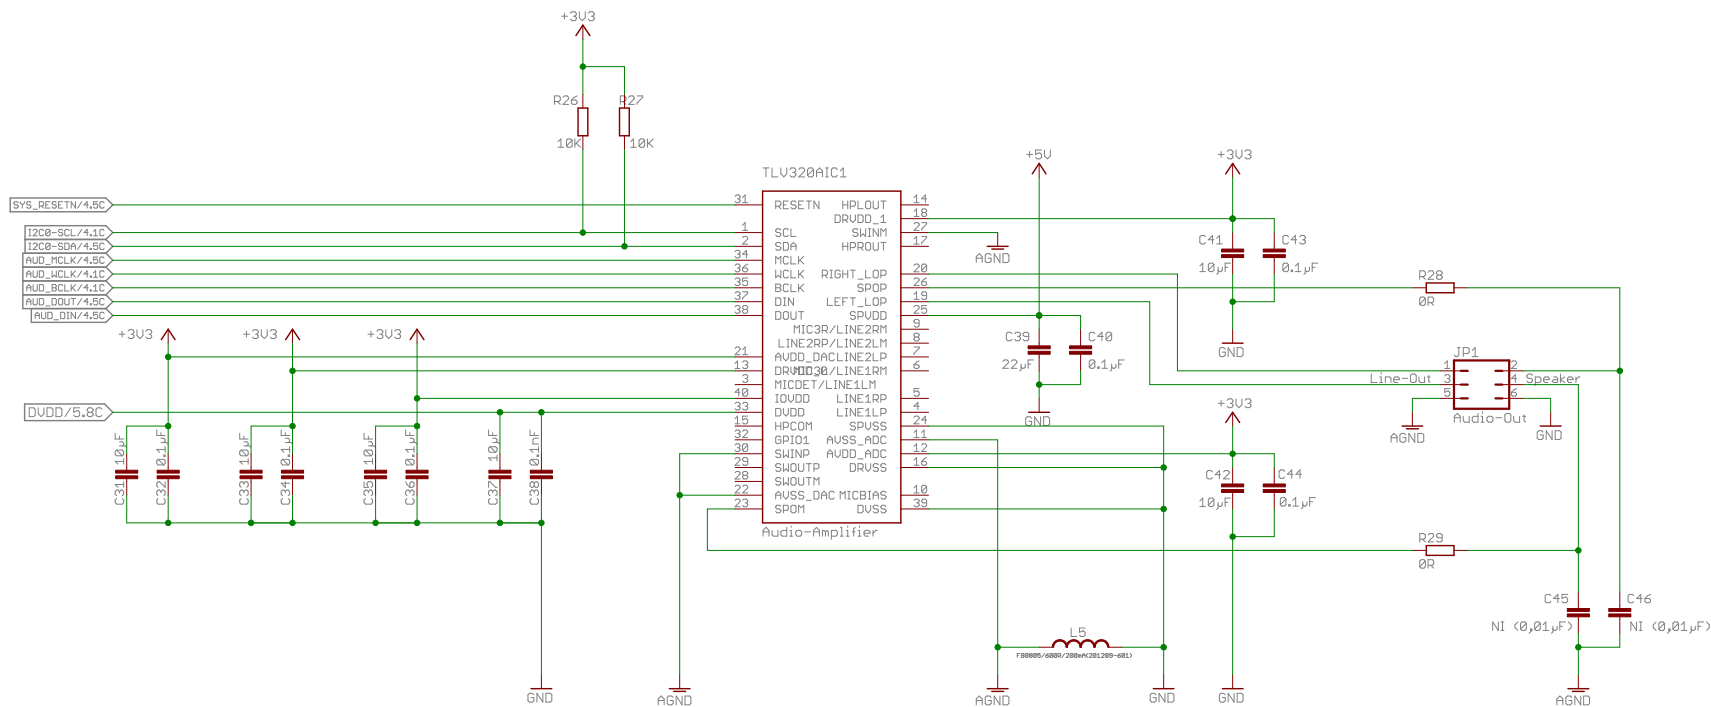 +3V3
R26
R27
10K
10K
TLV320AIC1
+5V
+3V3
SYS_RESETN/4.5C
31
RESETN
HPLOUT
14
DRVDD_1
18
I2C0-SCL/4.1C
1
SCL
SWINM
27
I2C0-SDA/4.5C
2
SDA
HPROUT
17
AGND
C41
C43
10µF
0.1µF
AUD_MCLK/4.5C
34
MCLK
AUD_WCLK/4.1C
36
WCLK
RIGHT_LOP
20
AUD_BCLK/4.1C
35
BCLK
SPOP
26
R28
0R
AUD_DOUT/4.5C
37
DIN
LEFT_LOP
19
AUD_DIN/4.5C
38
DOUT
SPVDD
25
+3V3
+3V3
+3V3
MIC3R/LINE2RM
9
LINE2RP/LINE2LM
8
C39
C40
22µF
0.1µF
GND
21
AVDD_DAC
LINE2LP
7
13
DRVDD_0/
MIC3L/LINE1RM
6
3
MICDET/LINE1LM
40
IOVDD
LINE1RP
5
DVDD/5.8C
33
DVDD
LINE1LP
4
GND
JP1
1
2
Line-Out
3
4
Speaker
5
6
Audio-Out
AGND
GND
+3V3
15
HPCOM
SPVSS
24
32
GPIO1
AVSS_ADC
11
30
SWINP
AVDD_ADC
12
29
SWOUTP
DRVSS
16
28
SWOUTM
22
AVSS_DAC
MICBIAS
10
23
SPOM
DVSS
39
Audio-Amplifier
C31
10µF
C32
0.1µF
C33
10µF
C34
0.1µF
C35
10µF
C36
0.1µF
C37
10µF
C38
0.1nF
C42
C44
10µF
0.1µF
R29
0R
C45
C46
NI (0,01µF)
NI (0,01µF)
L5
FB0805/600R/200mA(201209-601)
GND
AGND
AGND
GND
GND
AGND